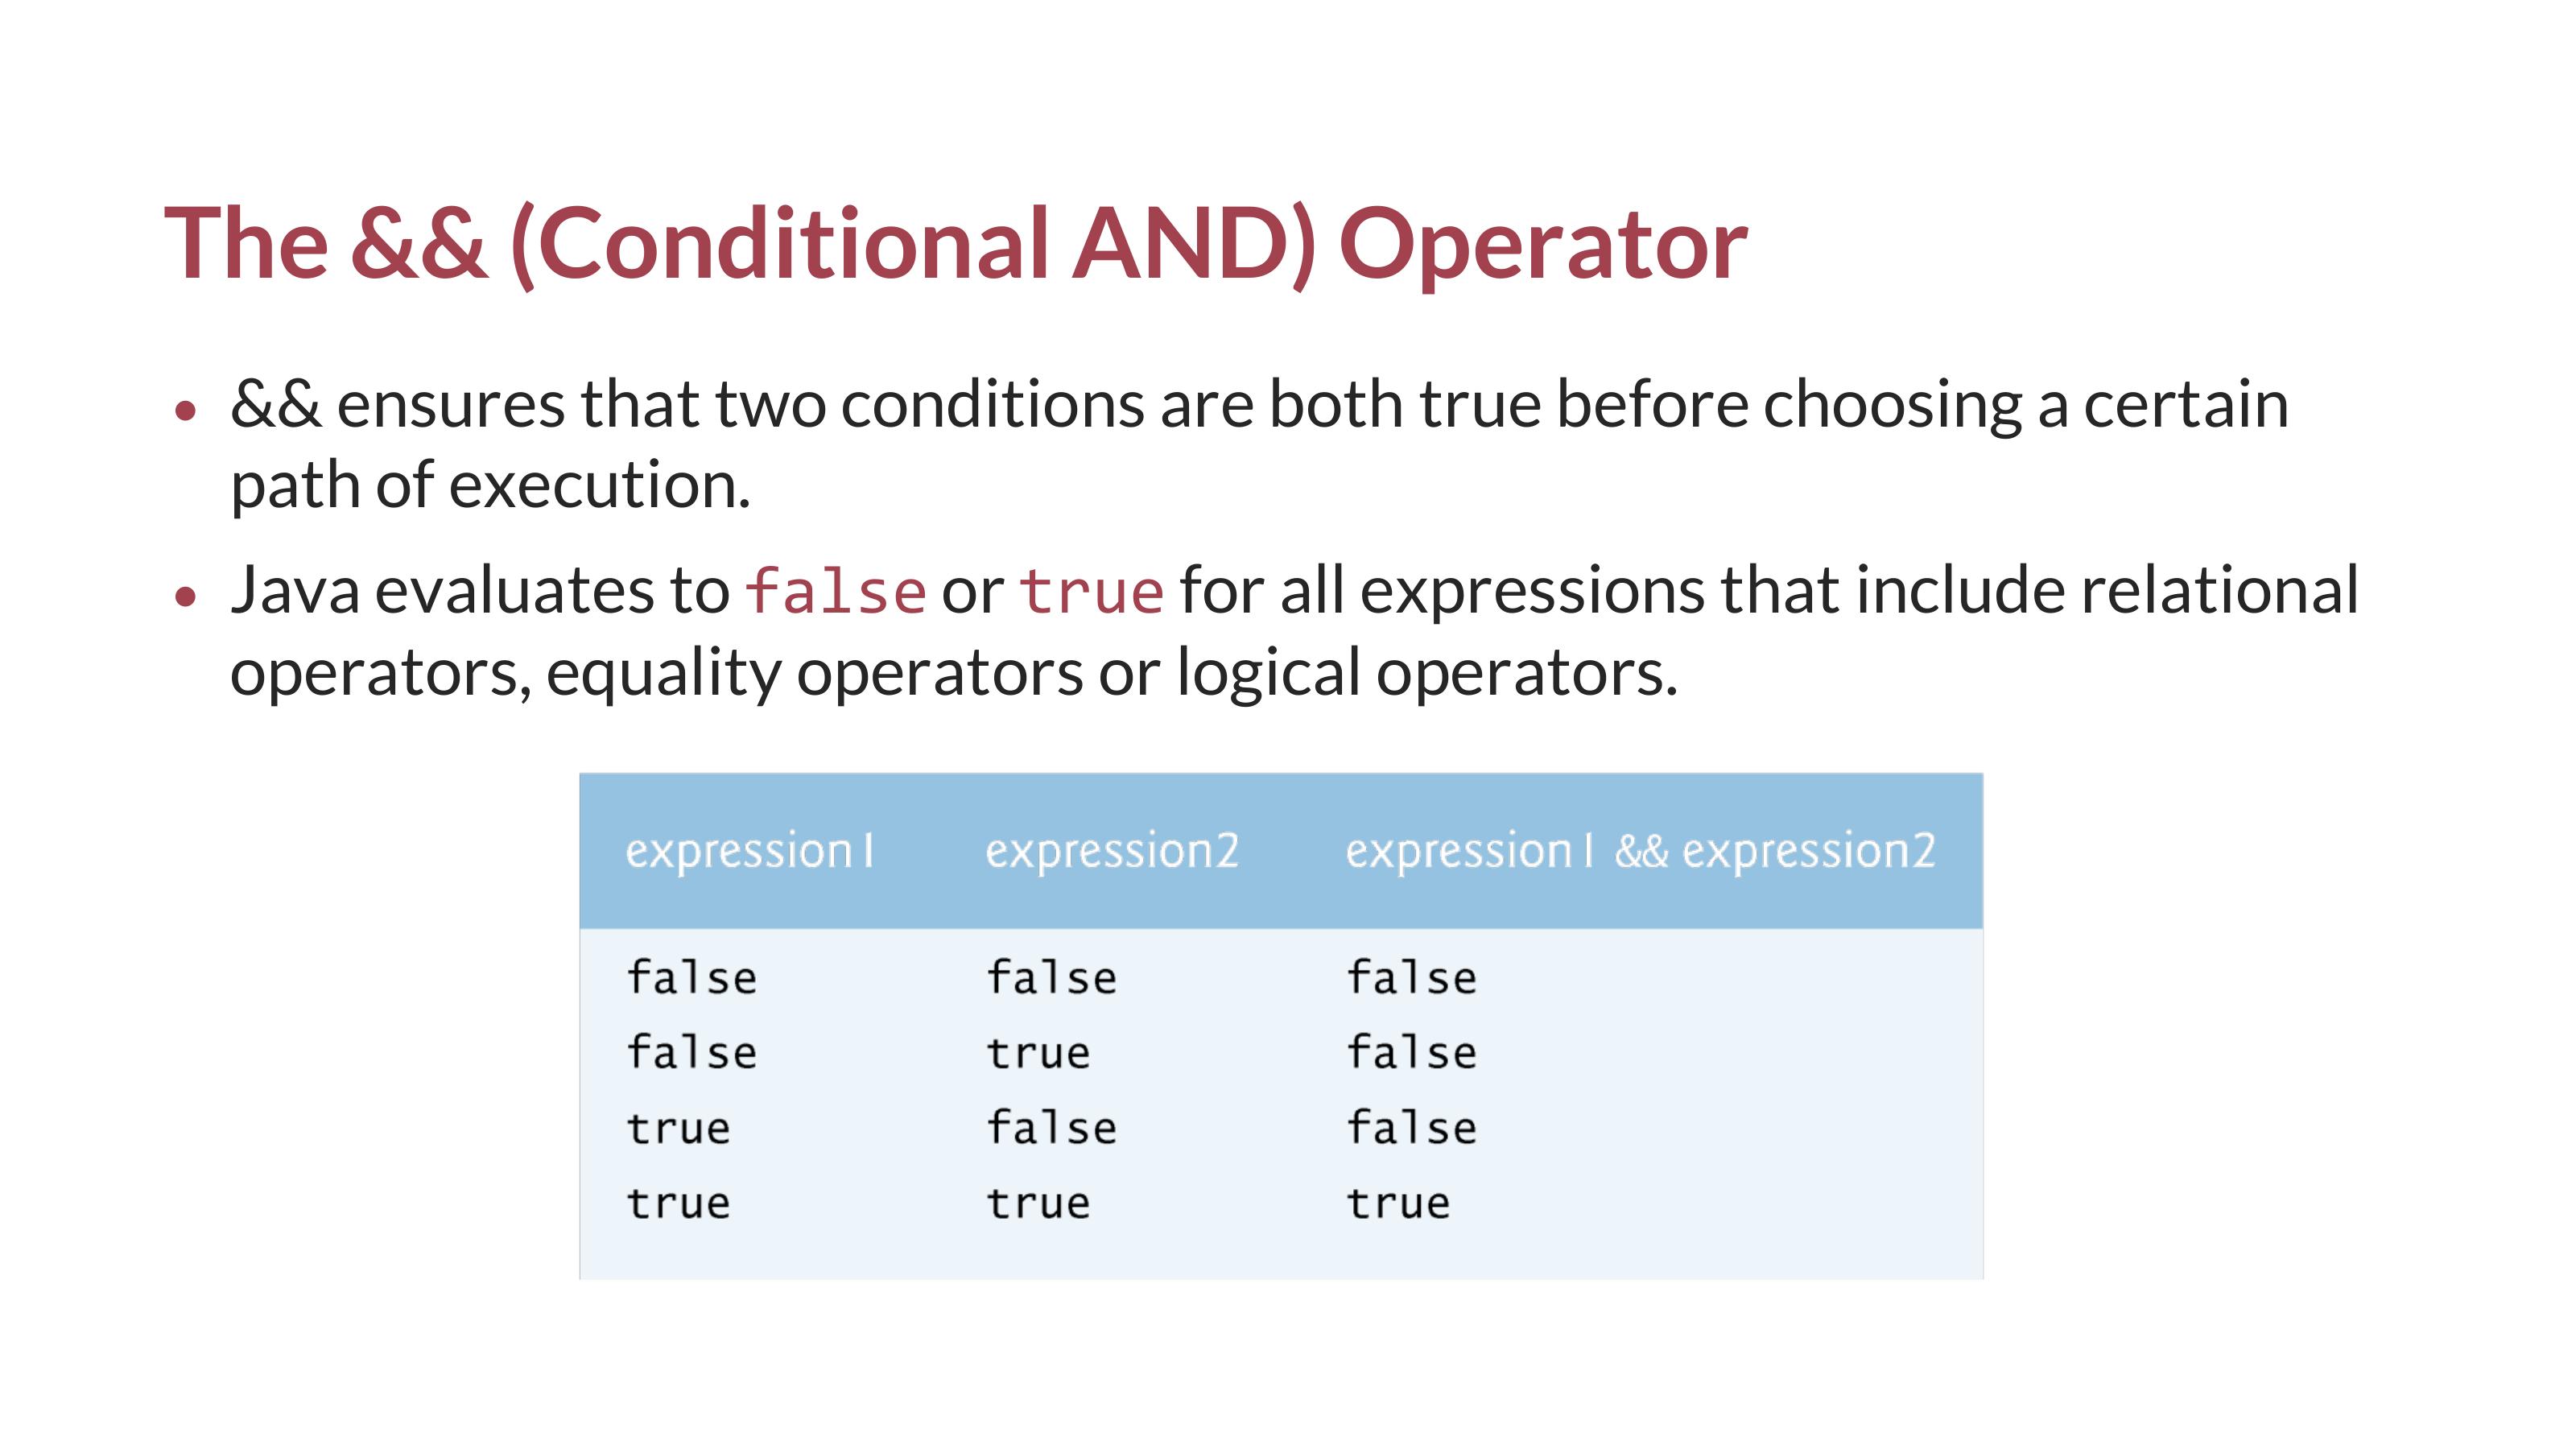 The && (Conditional AND) Operator
• && ensures that two conditions are both true before choosing a certain
path of execution.
• Java evaluates to false or true for all expressions that include relational
operators, equality operators or logical operators.
expression1 expression2 expression1 && expression2
false false false
false true false
true false false
true true true